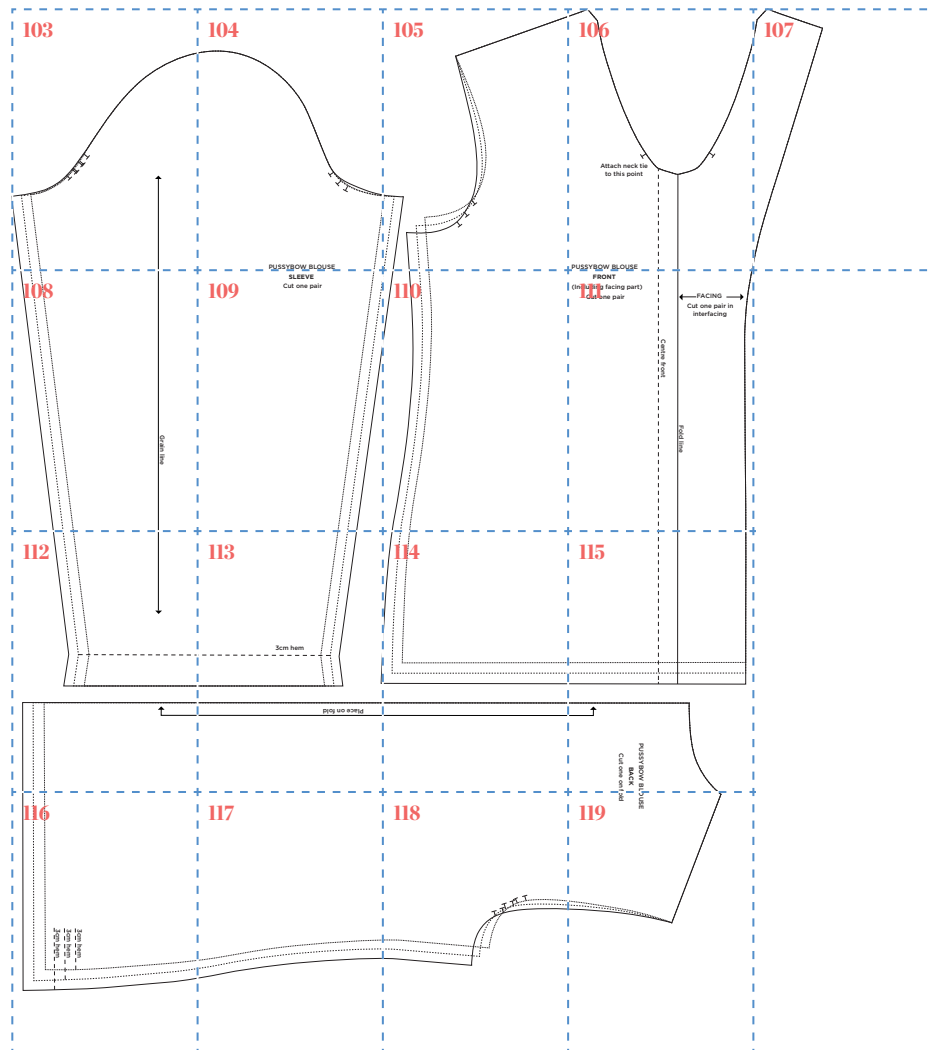 103
104
105
106
107
Attach neck tie
to this point
PUSSYBOW BLOUSE
SLEEVE
Cut one pair
PUSSYBOW BLOUSE
FRONT
(Including facing part)
Cut one pair
108
109
110
111
FACING
Cut one pair in
interfacing
Centre front
Fold line
Grain line
112
113
114
115
3cm hem
Place on fold
PUSSYBOW BLOUSE
BACK
Cut one on fold
116
117
118
119
3cm hem
3cm hem
3cm hem